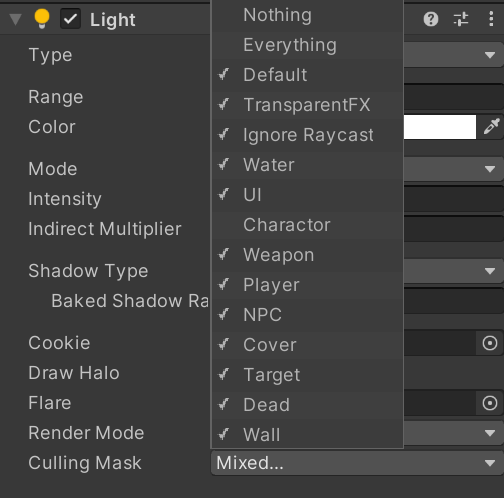 Light
Nothing
Everything
Default
TransparentFX
Ignore Raycast
Water
UI
Charactor
Weapon
Player
NPC
Cover
Target
Dead
Wall
Type
Range
Color
Mode
Intensity
Indirect Multiplier
Shadow Type
Baked Shadow Ra
Cookie
Draw Halo
Flare
Render Mode
Culling Mask
Mixed...